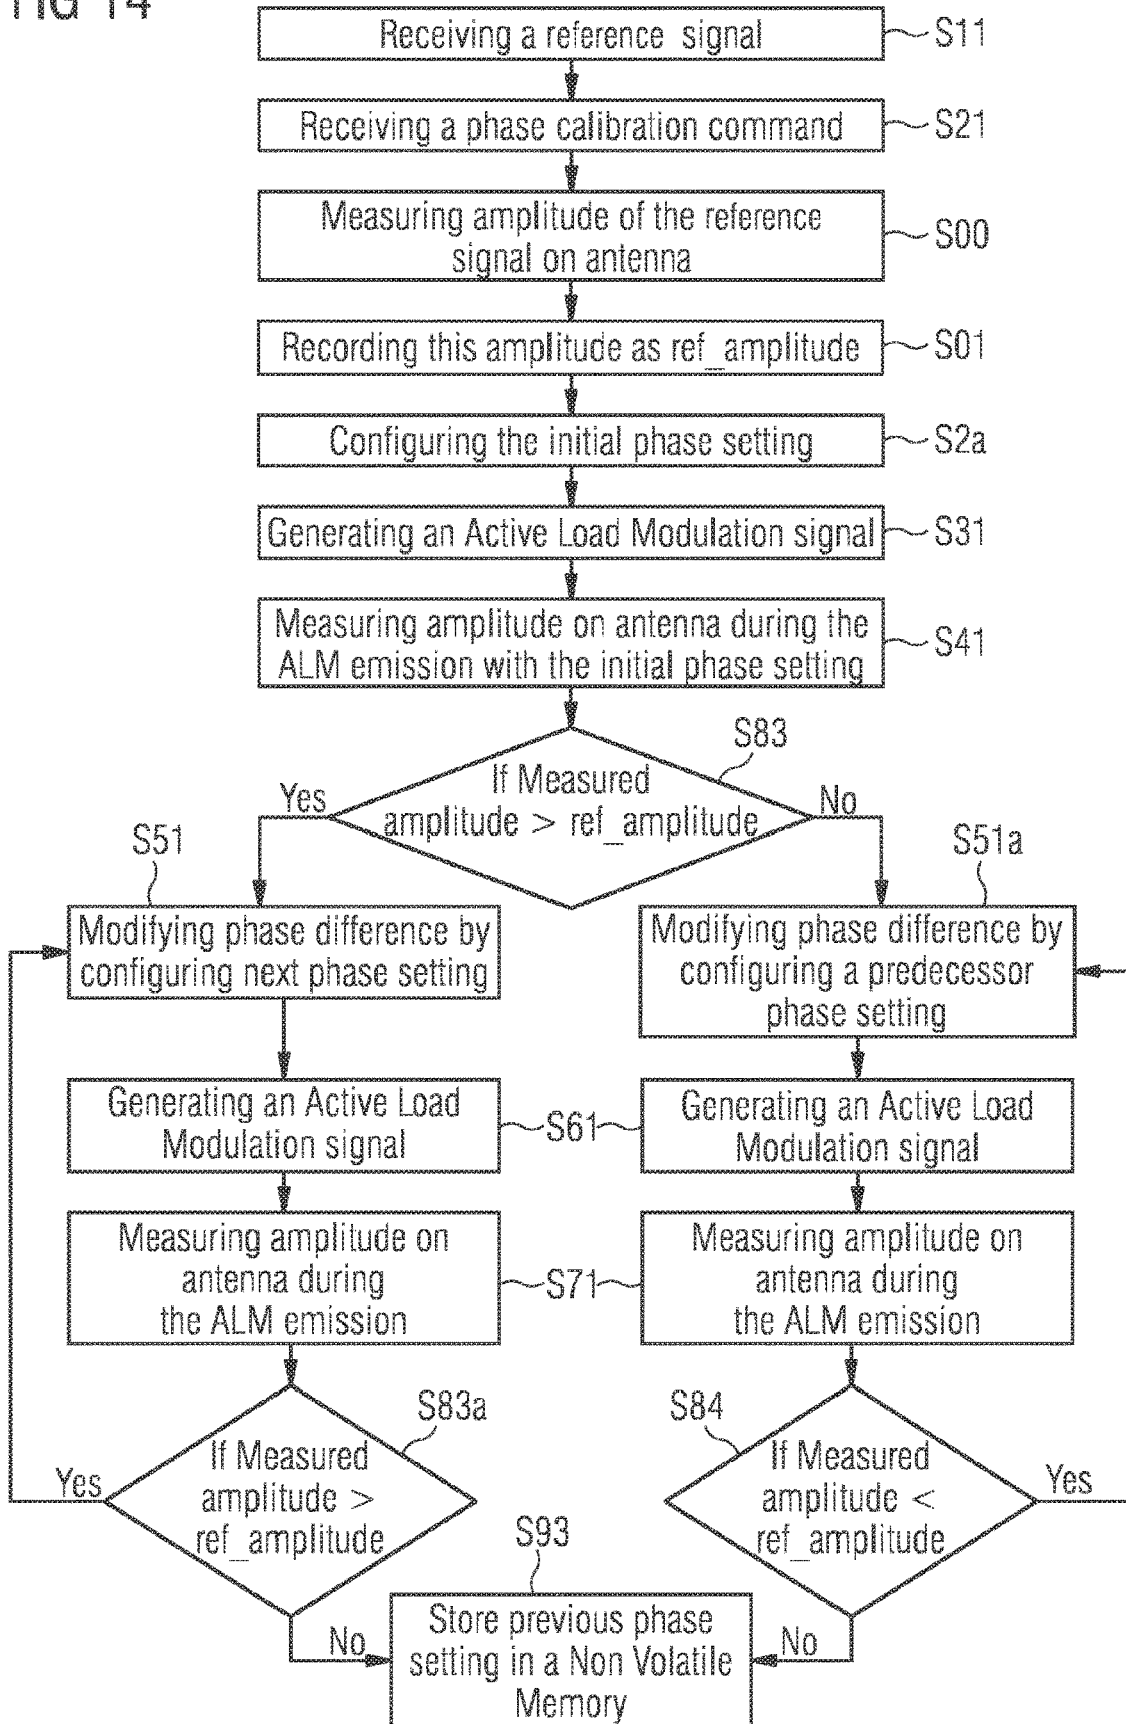 FIG 14
Receiving a reference signal
S11
Receiving a phase calibration command
S21
Measuring amplitude of the reference
signal on antenna
S00
Recording this amplitude as ref_amplitude
S01
Configuring the initial phase setting
S2a
Generating an Active Load Modulation signal
S31
Measuring amplitude on antenna during the
ALM emission with the initial phase setting
S41
S83
If Measured
amplitude > ref_amplitude
Yes
No
S51
Modifying phase difference by
configuring next phase setting
S51a
Modifying phase difference by
configuring a predecessor
phase setting
Generating an Active Load
Modulation signal
S61
Generating an Active Load
Modulation signal
Measuring amplitude on
antenna during
the ALM emission
S71
Measuring amplitude on
antenna during
the ALM emission
S83a
If Measured
amplitude >
ref_amplitude
Yes
No
S84
If Measured
amplitude <
ref_amplitude
Yes
No
S93
Store previous phase
setting in a Non Volatile
Memory